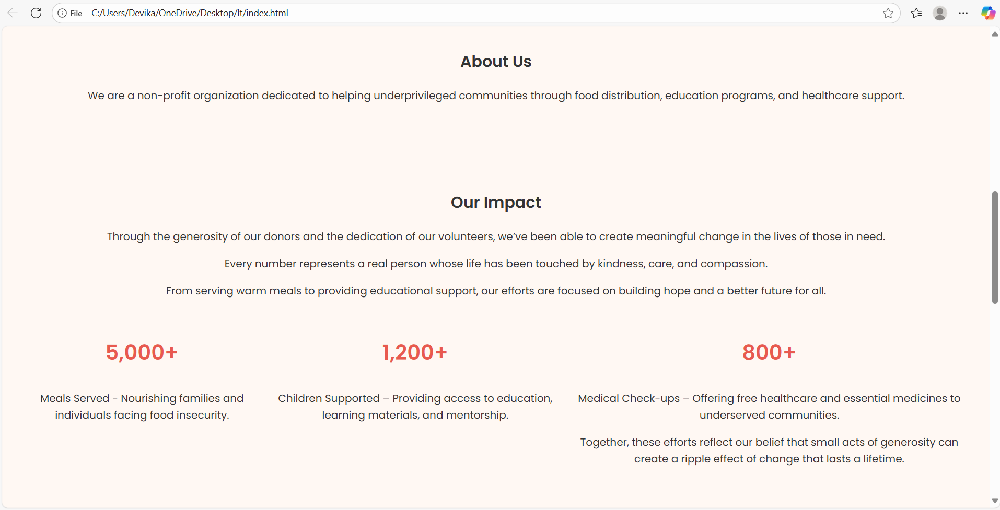 File C:/Users/Devika/OneDrive/Desktop/lt/index.html
About Us
We are a non-profit organization dedicated to helping underprivileged communities through food distribution, education programs, and healthcare support.
Our Impact
Through the generosity of our donors and the dedication of our volunteers, we’ve been able to create meaningful change in the lives of those in need.
Every number represents a real person whose life has been touched by kindness, care, and compassion.
From serving warm meals to providing educational support, our efforts are focused on building hope and a better future for all.
5,000+
Meals Served - Nourishing families and
individuals facing food insecurity.
1,200+
Children Supported – Providing access to education,
learning materials, and mentorship.
800+
Medical Check-ups – Offering free healthcare and essential medicines to
underserved communities.
Together, these efforts reflect our belief that small acts of generosity can
create a ripple effect of change that lasts a lifetime.